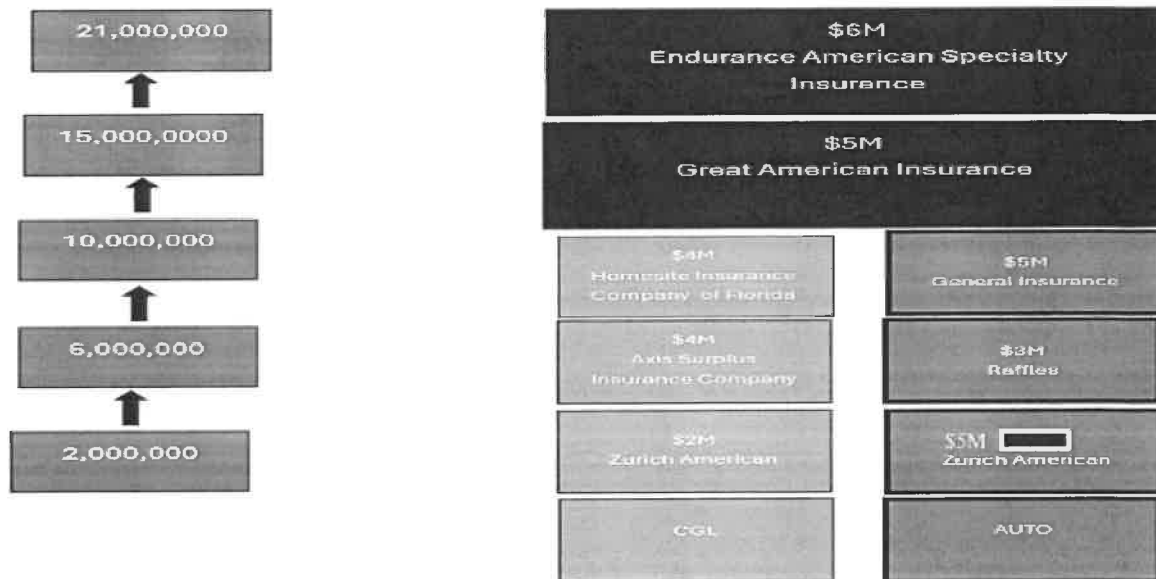 21,000,000
15,000,0000
10,000,000
6,000,000
2,000,000
$6M
Endurance American Specialty
Insurance
$5M
Great American Insurance
$4M
Homesite Insurance
Company of Florida
$4M
Axis Surplus
Insurance Company
$2M
Zurich American
CGL
$5M
General Insurance
$3M
Raffles
$5M
Zurich American
AUTO